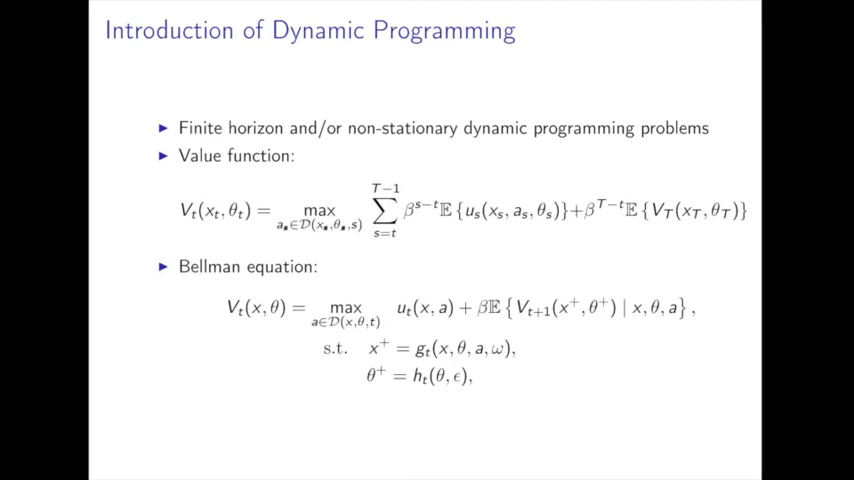 Introduction of Dynamic Programming
▶ Finite horizon and/or non-stationary dynamic programming problems
▶ Value function:
V_t(x_t, θ_t) = max_{a_s∈𝒟(x_s,θ_s,s)} ∑_{s=t}^{T−1} β^{s−t}𝔼 {u_s(x_s, a_s, θ_s)}+β^{T−t}𝔼 {V_T(x_T, θ_T)}
▶ Bellman equation:
V_t(x, θ) = max_{a∈𝒟(x,θ,t)} u_t(x, a) + β𝔼 {V_{t+1}(x^+, θ^+) | x, θ, a} ,
s.t. x^+ = g_t(x, θ, a, ω),
θ^+ = h_t(θ, ϵ),